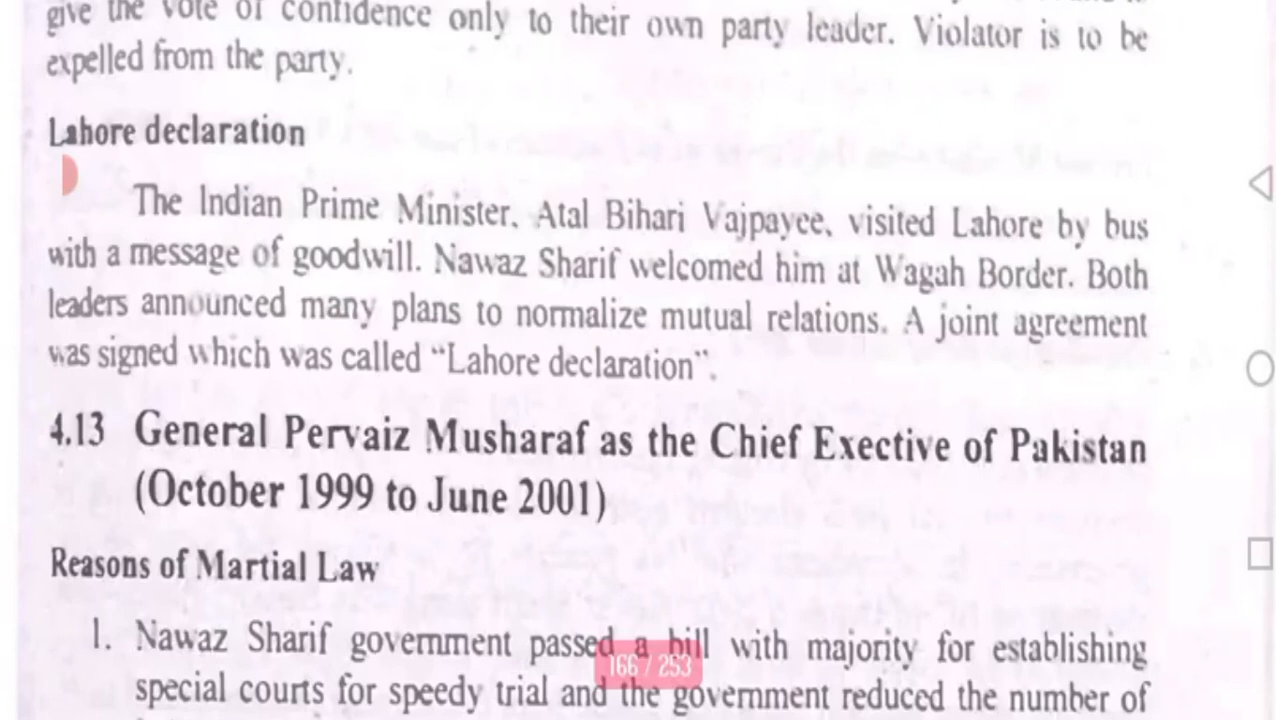 give the vote of confidence only to their own party leader. Violator is to be
expelled from the party.
Lahore declaration
The Indian Prime Minister, Atal Bihari Vajpayee, visited Lahore by bus
with a message of goodwill. Nawaz Sharif welcomed him at Wagah Border. Both
leaders announced many plans to normalize mutual relations. A joint agreement
was signed which was called “Lahore declaration”.
4.13 General Pervaiz Musharaf as the Chief Exective of Pakistan
(October 1999 to June 2001)
Reasons of Martial Law
1. Nawaz Sharif government passed a bill with majority for establishing
166 / 253
special courts for speedy trial and the government reduced the number of